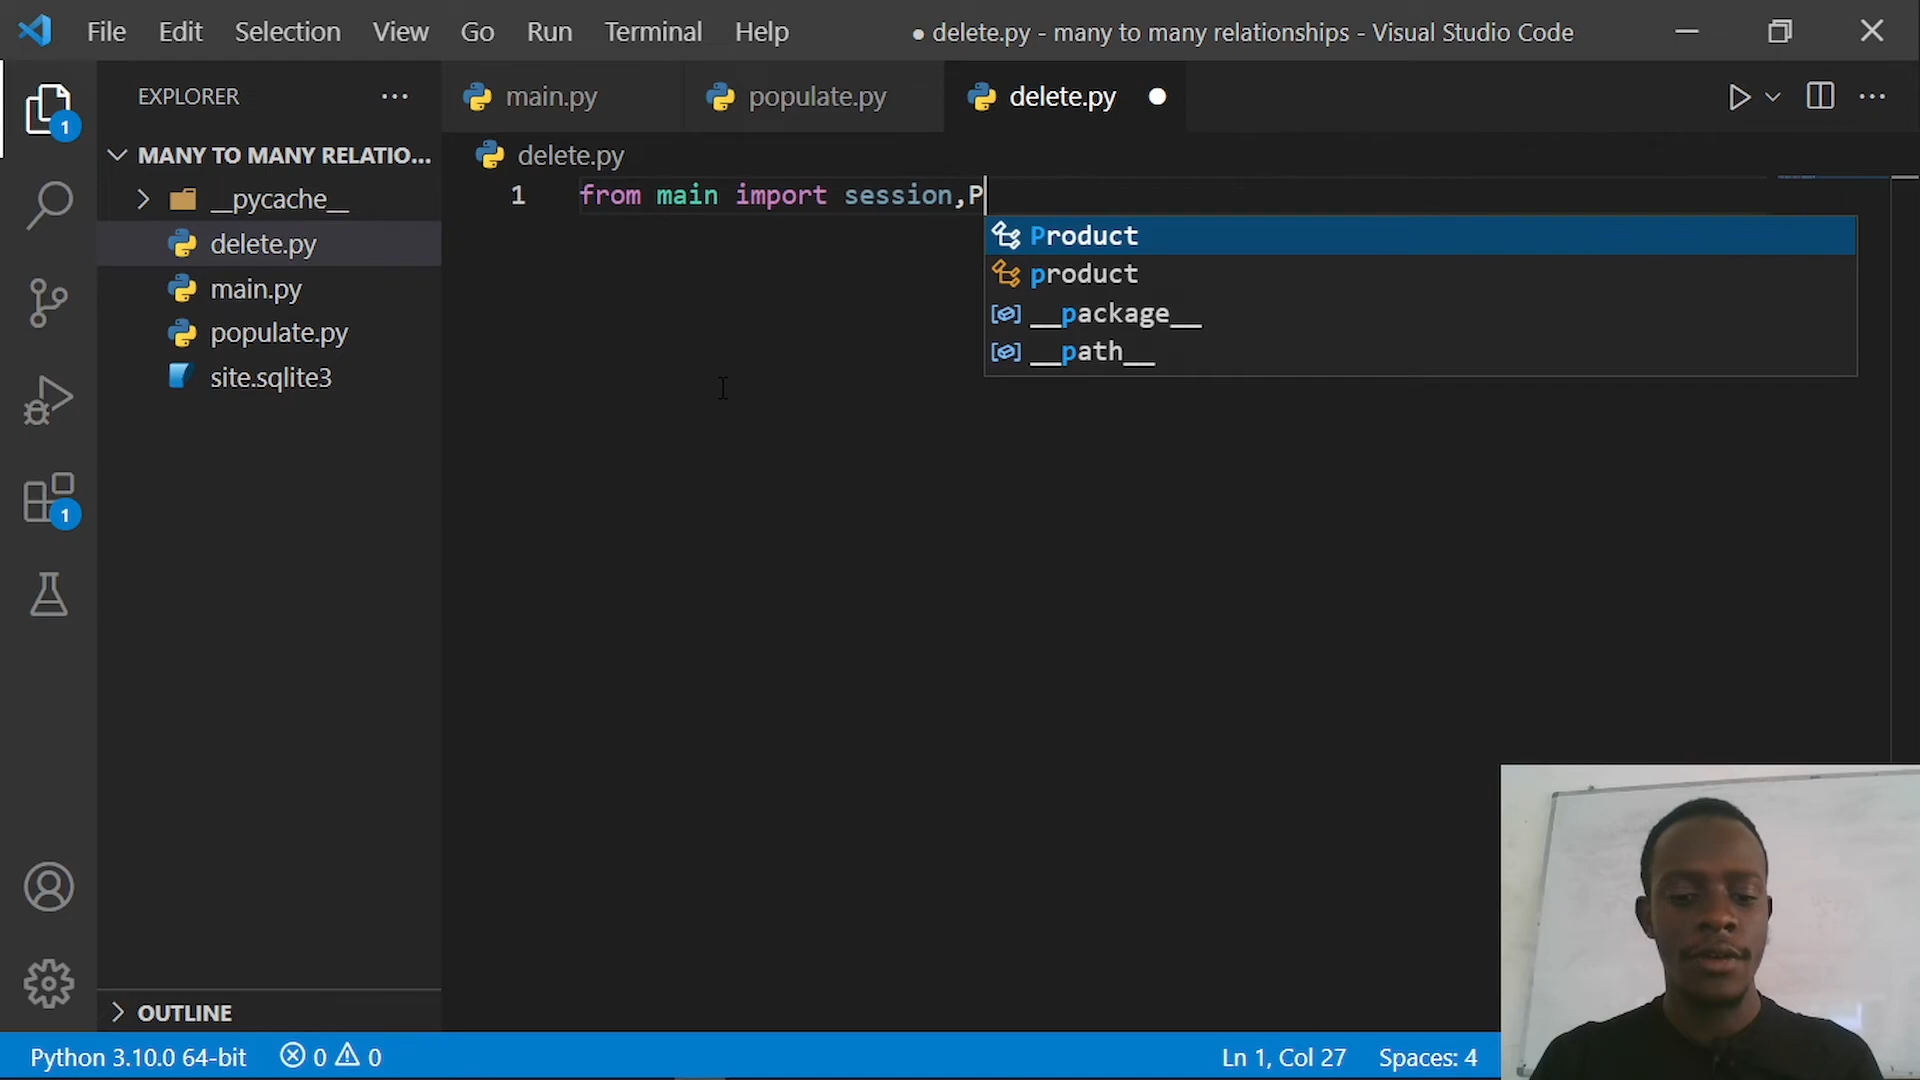 File Edit Selection View Go Run Terminal Help ● delete.py - many to many relationships - Visual Studio Code
EXPLORER
main.py
populate.py
delete.py
MANY TO MANY RELATIO...
delete.py
__pycache__
1 from main import session,P
delete.py
main.py
populate.py
site.sqlite3
Product
product
__package__
__path__
1
1
OUTLINE
Python 3.10.0 64-bit 0 0 Ln 1, Col 27 Spaces: 4